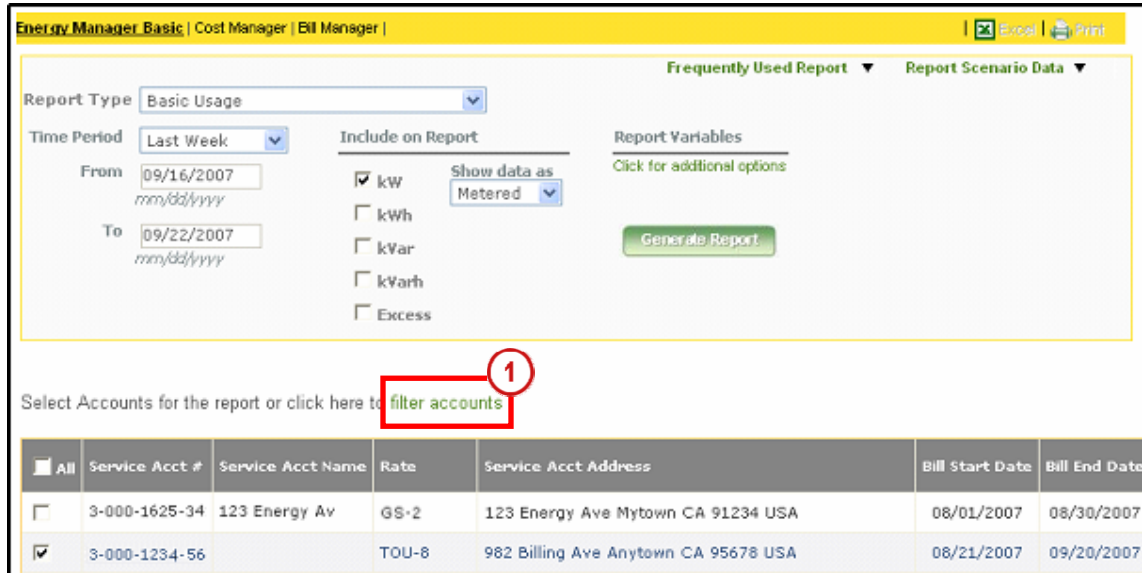 Energy Manager Basic | Cost Manager | Bill Manager | | Excel | Print
Frequently Used Report ▼ Report Scenario Data ▼
Report Type Basic Usage
Time Period Last Week Include on Report Report Variables
From 09/16/2007 kW Show data as Click for additional options
mm/dd/yyyy Metered
kWh
To 09/22/2007 kVar Generate Report
mm/dd/yyyy
kVarh
Excess
1
Select Accounts for the report or click here to filter accounts
All Service Acct # Service Acct Name Rate Service Acct Address Bill Start Date Bill End Date
3-000-1625-34 123 Energy Av GS-2 123 Energy Ave Mytown CA 91234 USA 08/01/2007 08/30/2007
3-000-1234-56 TOU-8 982 Billing Ave Anytown CA 95678 USA 08/21/2007 09/20/2007